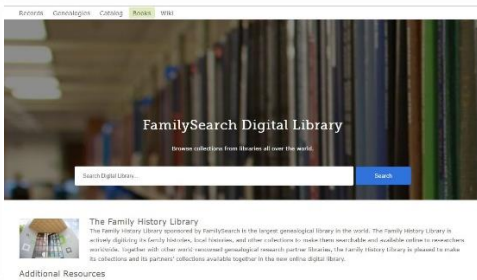 Records Genealogies Catalog Books Wiki
FamilySearch Digital Library
Browse collections from libraries all over the world.
Search Digital Library...
Search
The Family History Library
The Family History Library sponsored by FamilySearch is the largest genealogical library in the world. The Family History Library is
actively digitizing its family histories, local histories, and other collections to make them searchable and available online to researchers
worldwide. Together with other world renowned genealogical research partner libraries, the Family History Library is pleased to make
its collections and its partners' collections available together in the new online digital library.
Additional Resources